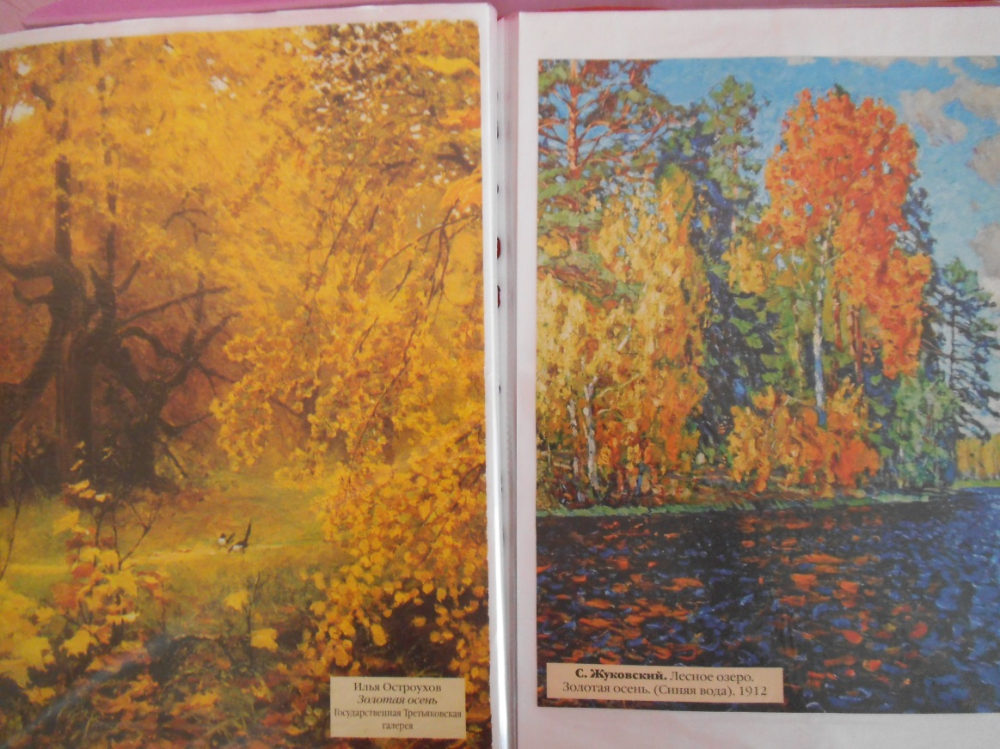 Илья Остроухов
Золотая осень
Государственная Третьяковская
галерея
С. Жуковский. Лесное озеро.
Золотая осень. (Синяя вода). 1912